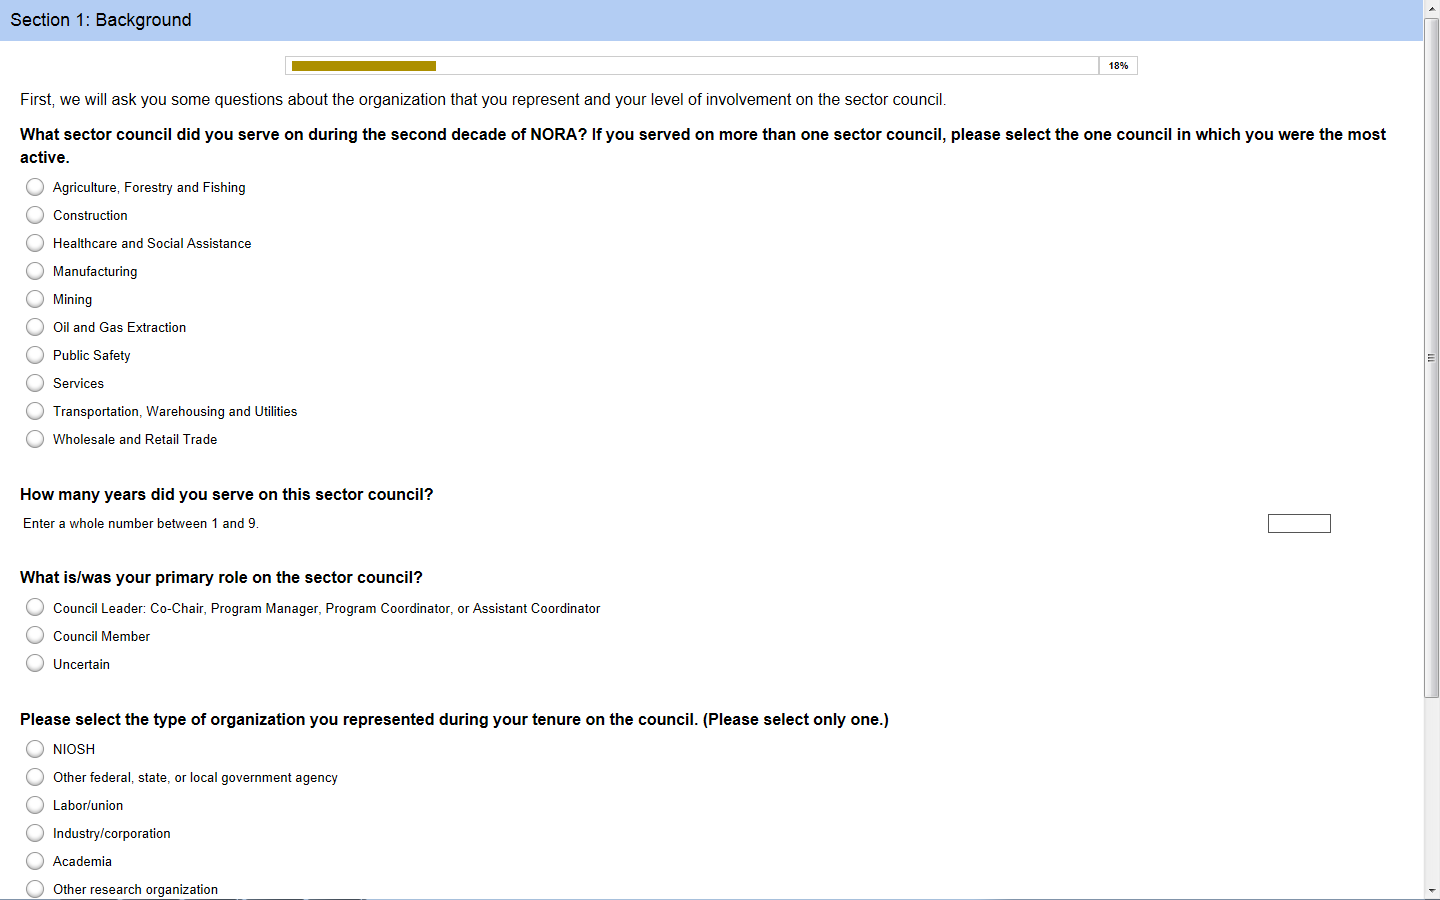 Section 1: Background
18%
First, we will ask you some questions about the organization that you represent and your level of involvement on the sector council.
What sector council did you serve on during the second decade of NORA? If you served on more than one sector council, please select the one council in which you were the most
active.
Agriculture, Forestry and Fishing
Construction
Healthcare and Social Assistance
Manufacturing
Mining
Oil and Gas Extraction
Public Safety
Services
Transportation, Warehousing and Utilities
Wholesale and Retail Trade
How many years did you serve on this sector council?
Enter a whole number between 1 and 9.
What is/was your primary role on the sector council?
Council Leader: Co-Chair, Program Manager, Program Coordinator, or Assistant Coordinator
Council Member
Uncertain
Please select the type of organization you represented during your tenure on the council. (Please select only one.)
NIOSH
Other federal, state, or local government agency
Labor/union
Industry/corporation
Academia
Other research organization